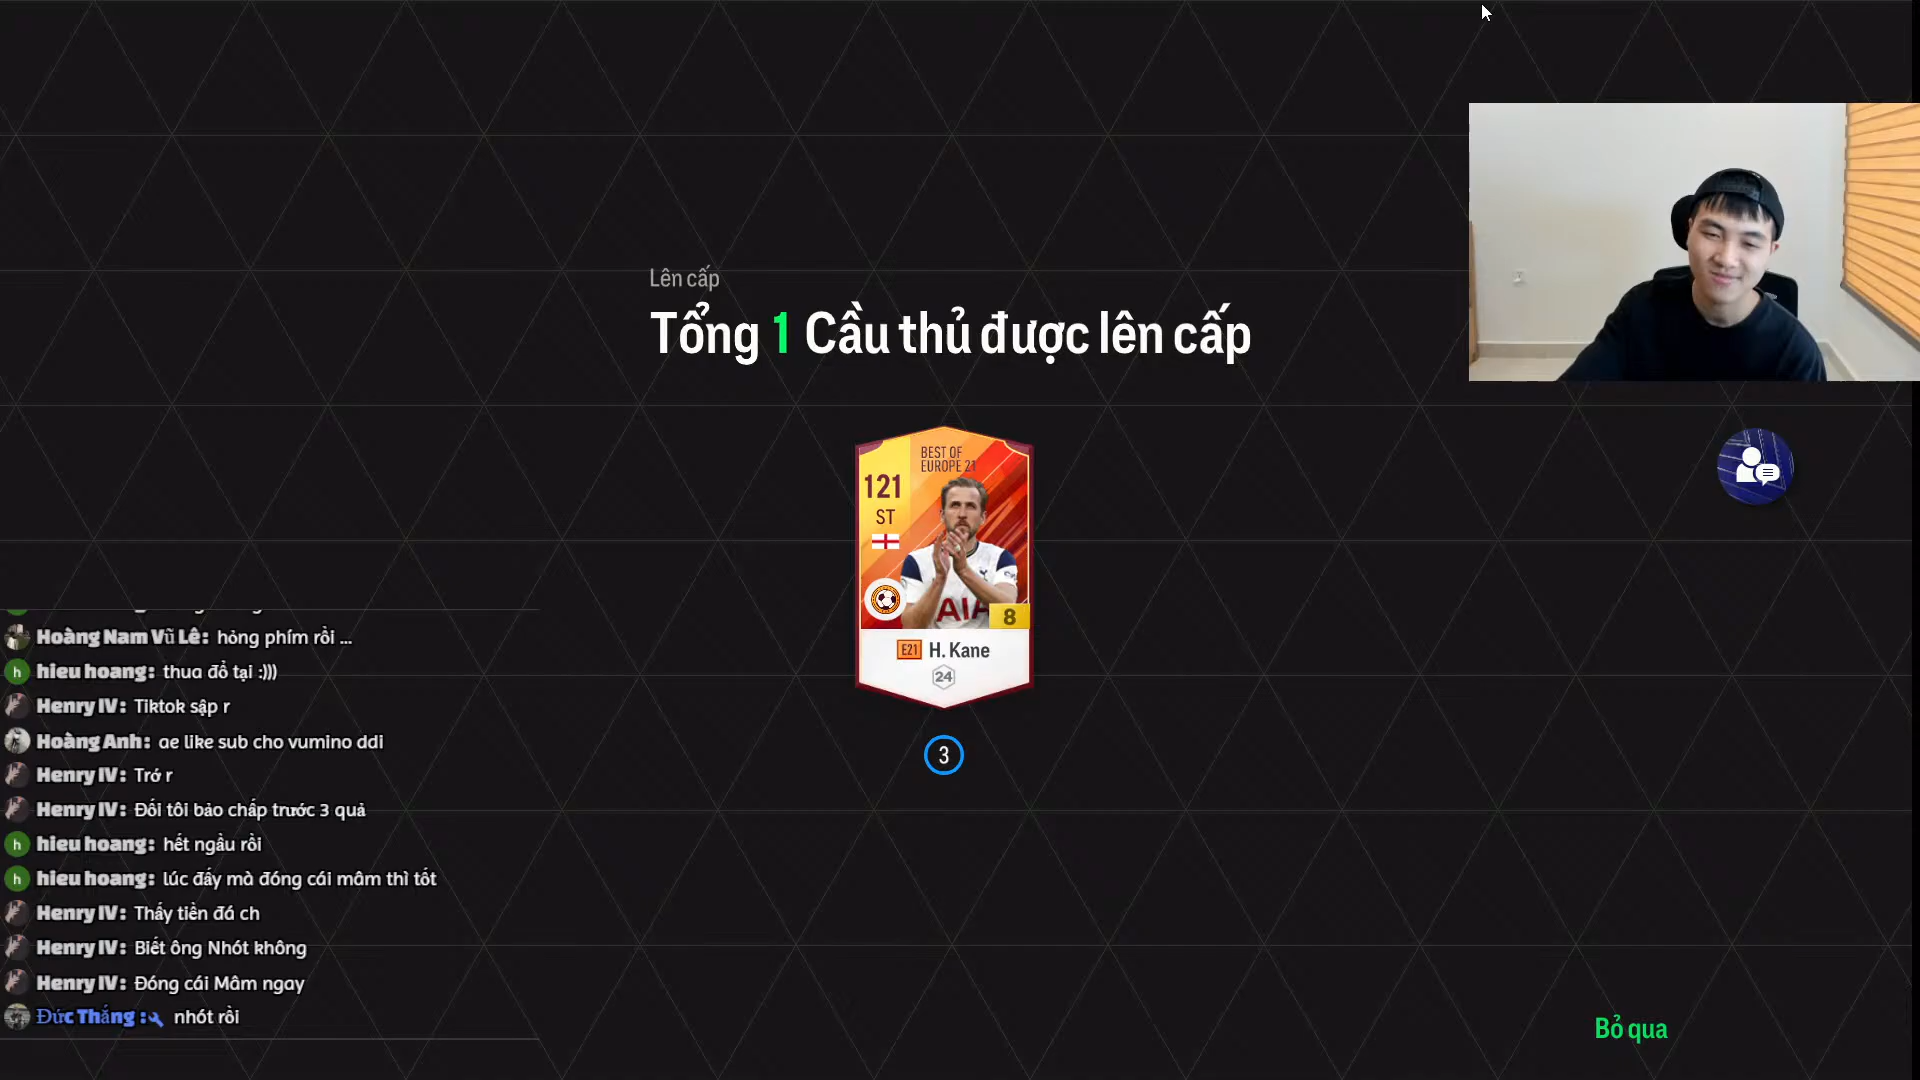 Lên cấp
Tổng 1 Cầu thủ được lên cấp
BEST OF
EUROPE 21
121
ST
AIA
8
E21 H. Kane
24
3
Hoàng Nam Vũ Lê: hỏng phím rồi ...
h hieu hoang: thua đổ tại :)))
Henry IV: Tiktok sập r
Hoàng Anh: ae like sub cho vumino ddi
Henry IV: Trớ r
Henry IV: Đối tôi bảo chấp trước 3 quả
h hieu hoang: hết ngầu rồi
h hieu hoang: lúc đấy mà đóng cái mâm thì tốt
Henry IV: Thấy tiền đá ch
Henry IV: Biết ông Nhót không
Henry IV: Đóng cái Mâm ngay
Đức Thắng : nhót rồi
Bỏ qua